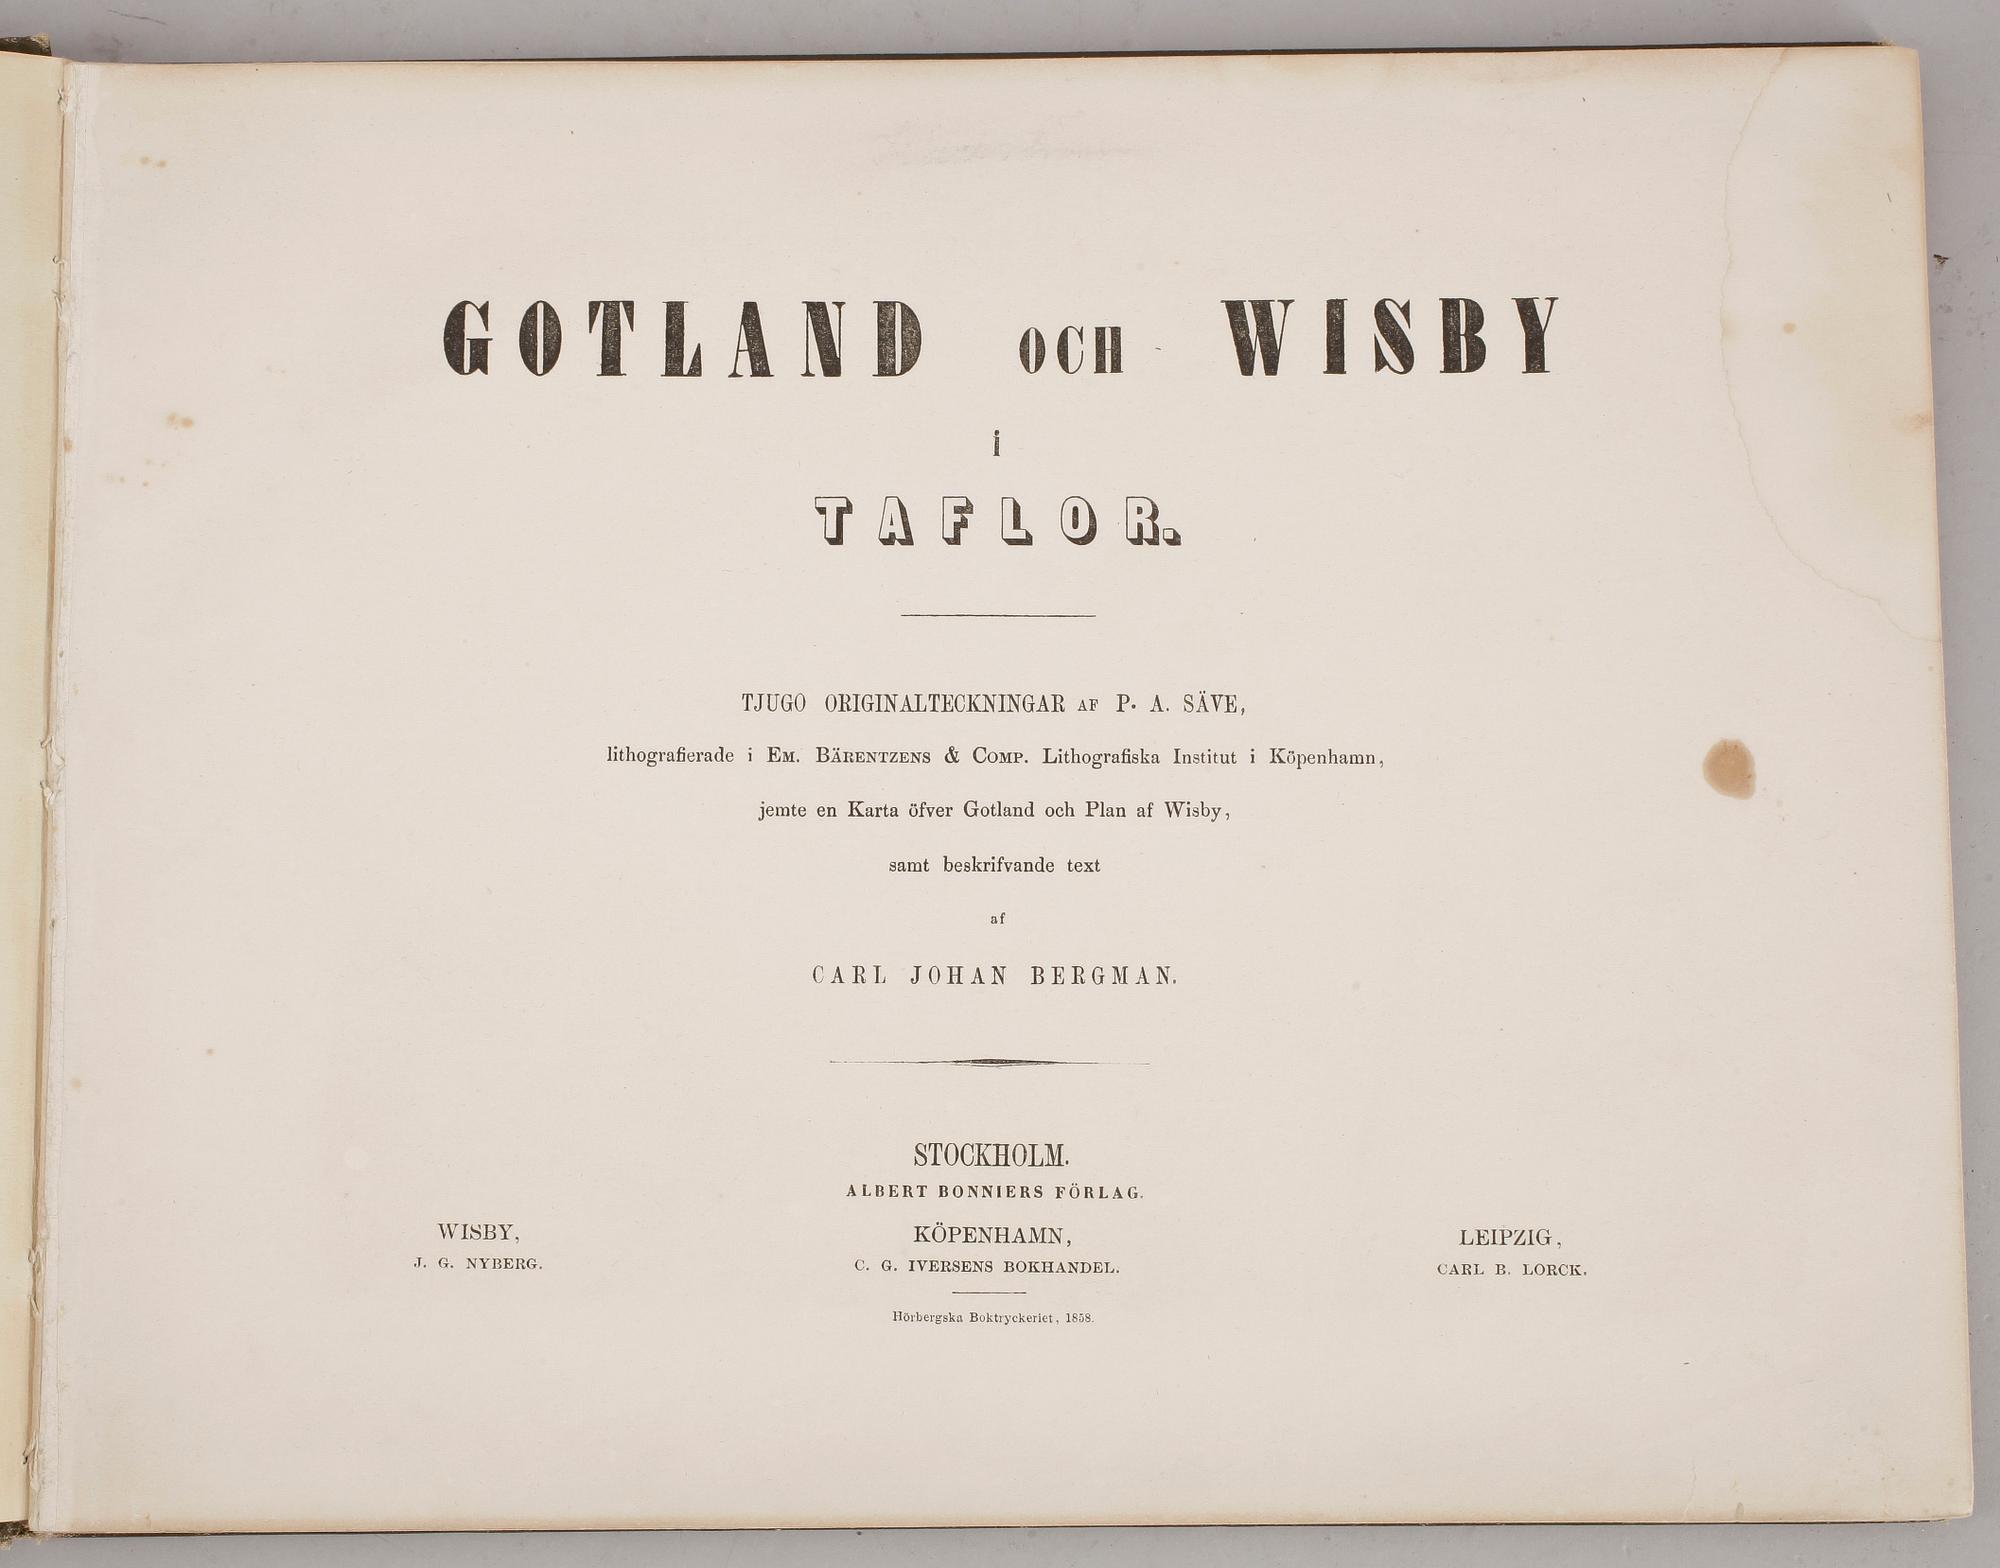 GOTLAND OCH WISBY
i
TAFLOR.
TJUGO ORIGINALTECKNINGAR AF P. A. SÄVE,
lithografierade i EM. BÄRENTZENS & COMP. Lithografiska Institut i Köpenhamn,
jemte en Karta öfver Gotland och Plan af Wisby,
samt beskrifvande text
af
CARL JOHAN BERGMAN.
STOCKHOLM.
ALBERT BONNIERS FÖRLAG.
WISBY,
J. G. NYBERG.
KÖPENHAMN,
C. G. IVERSENS BOKHANDEL.
LEIPZIG,
CARL B. LORCK.
Hörbergska Boktryckeriet, 1858.